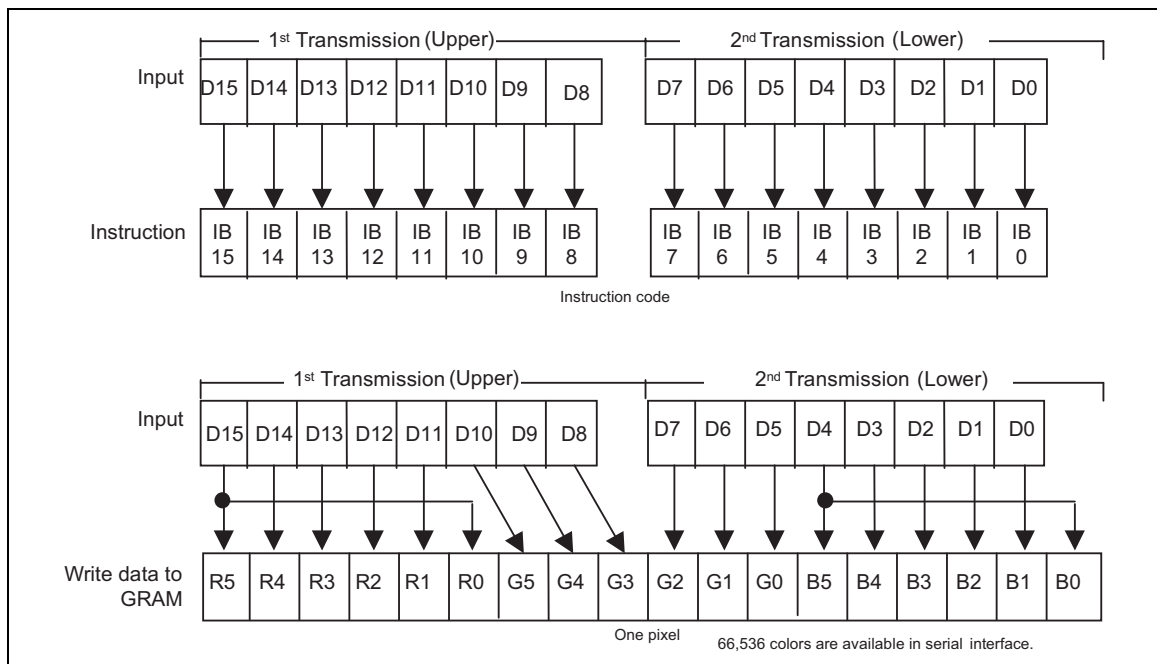 1st Transmission (Upper) 2nd Transmission (Lower)
Input D15 D14 D13 D12 D11 D10 D9 D8 D7 D6 D5 D4 D3 D2 D1 D0
Instruction IB 15 IB 14 IB 13 IB 12 IB 11 IB 10 IB 9 IB 8 IB 7 IB 6 IB 5 IB 4 IB 3 IB 2 IB 1 IB 0
Instruction code
1st Transmission (Upper) 2nd Transmission (Lower)
Input D15 D14 D13 D12 D11 D10 D9 D8 D7 D6 D5 D4 D3 D2 D1 D0
Write data to GRAM R5 R4 R3 R2 R1 R0 G5 G4 G3 G2 G1 G0 B5 B4 B3 B2 B1 B0
One pixel 66,536 colors are available in serial interface.